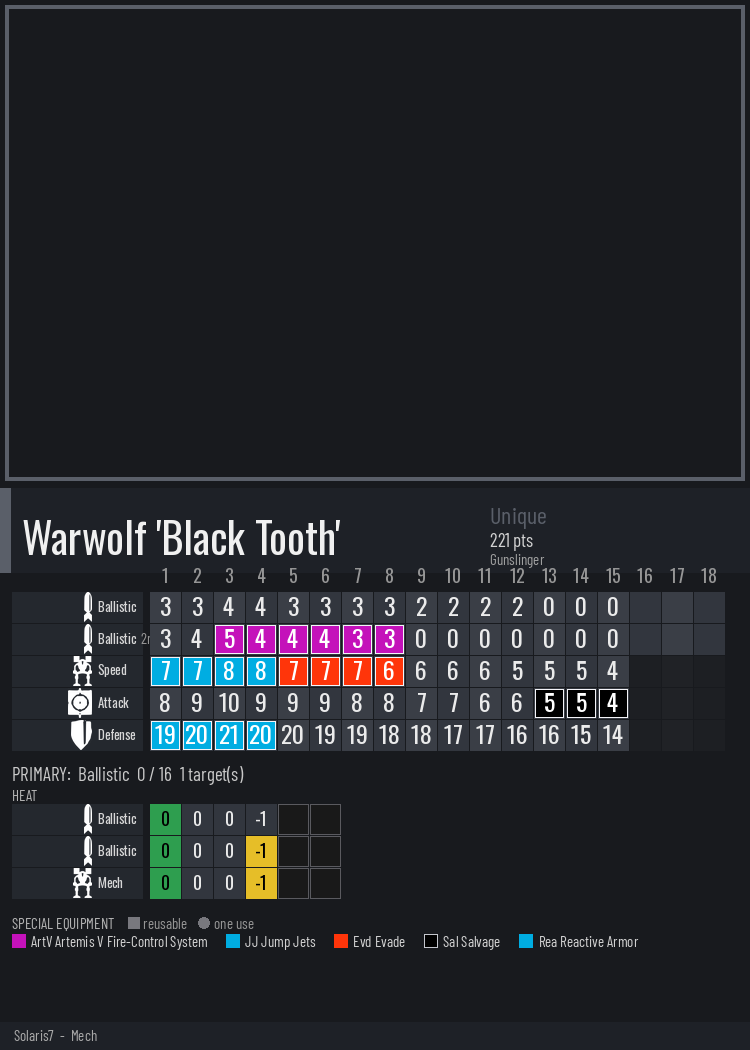 Warwolf 'Black Tooth'
Unique
221 pts
Gunslinger
1 2 3 4 5 6 7 8 9 10 11 12 13 14 15 16 17 18
Ballistic 3 3 4 4 3 3 3 3 2 2 2 2 0 0 0
Ballistic 3 4 5 4 4 4 3 3 0 0 0 0 0 0 0
Speed 7 7 8 8 7 7 7 6 6 6 6 5 5 5 4
Attack 8 9 10 9 9 9 8 8 7 7 6 6 5 5 4
Defense 19 20 21 20 20 19 19 18 18 17 17 16 16 15 14
PRIMARY: Ballistic 0 / 16 1 target(s)
HEAT
Ballistic 0 0 0 -1
Ballistic 0 0 0 -1
Mech 0 0 0 -1
SPECIAL EQUIPMENT reusable one use
ArtV Artemis V Fire-Control System JJ Jump Jets Evd Evade Sal Salvage Rea Reactive Armor
Solaris7 - Mech